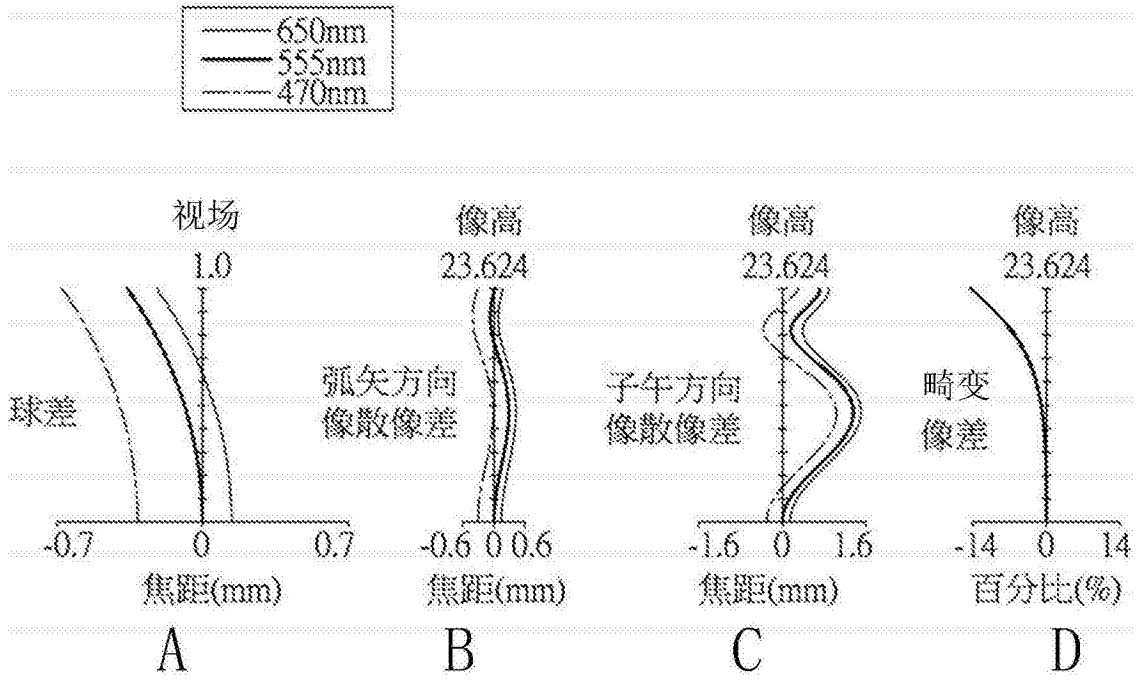 650nm
555nm
470nm
视场 像高 像高 像高
1.0 23.624 23.624 23.624
球差
弧矢方向
像散像差
子午方向
像散像差
畸变
像差
-0.7 0 0.7 -0.6 0 0.6 -1.6 0 1.6 -14 0 14
焦距(mm) 焦距(mm) 焦距(mm) 百分比(%)
A B C D